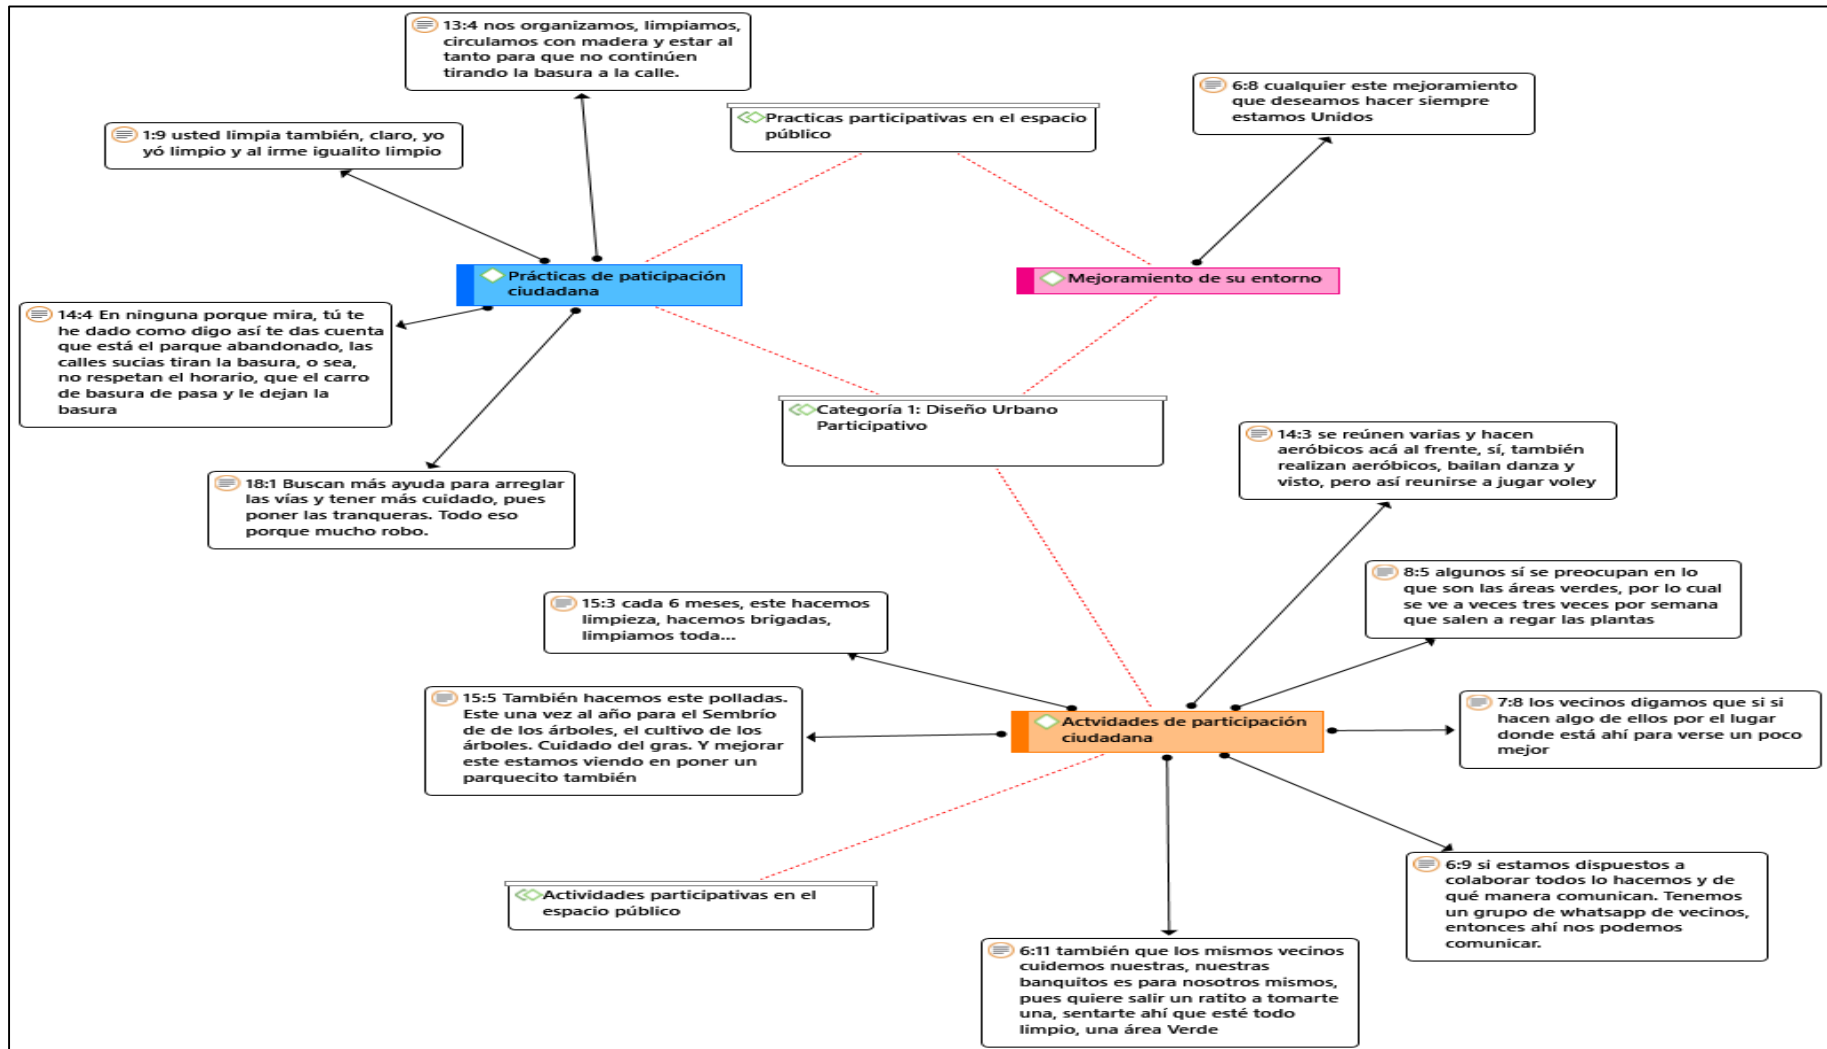 13:4 nos organizamos, limpiamos,
circulamos con madera y estar al
tanto para que no continúen
tirando la basura a la calle.
6:8 cualquier este mejoramiento
que deseamos hacer siempre
estamos Unidos
Practicas participativas en el espacio
público
1:9 usted limpia también, claro, yo
yó limpio y al irme igualito limpio
Prácticas de paticipación
ciudadana
Mejoramiento de su entorno
14:4 En ninguna porque mira, tú te
he dado como digo así te das cuenta
que está el parque abandonado, las
calles sucias tiran la basura, o sea,
no respetan el horario, que el carro
de basura de pasa y le dejan la
basura
Categoría 1: Diseño Urbano
Participativo
14:3 se reúnen varias y hacen
aeróbicos acá al frente, sí, también
realizan aeróbicos, bailan danza y
visto, pero así reunirse a jugar voley
18:1 Buscan más ayuda para arreglar
las vías y tener más cuidado, pues
poner las tranqueras. Todo eso
porque mucho robo.
8:5 algunos sí se preocupan en lo
que son las áreas verdes, por lo cual
se ve a veces tres veces por semana
que salen a regar las plantas
15:3 cada 6 meses, este hacemos
limpieza, hacemos brigadas,
limpiamos toda...
15:5 También hacemos este polladas.
Este una vez al año para el Sembrío
de de los árboles, el cultivo de los
árboles. Cuidado del gras. Y mejorar
este estamos viendo en poner un
parquecito también
Actvidades de participación
ciudadana
7:8 los vecinos digamos que si si
hacen algo de ellos por el lugar
donde está ahí para verse un poco
mejor
Actividades participativas en el
espacio público
6:9 si estamos dispuestos a
colaborar todos lo hacemos y de
qué manera comunican. Tenemos
un grupo de whatsapp de vecinos,
entonces ahí nos podemos
comunicar.
6:11 también que los mismos vecinos
cuidemos nuestras, nuestras
banquitos es para nosotros mismos,
pues quiere salir un ratito a tomarte
una, sentarte ahí que esté todo
limpio, una área Verde